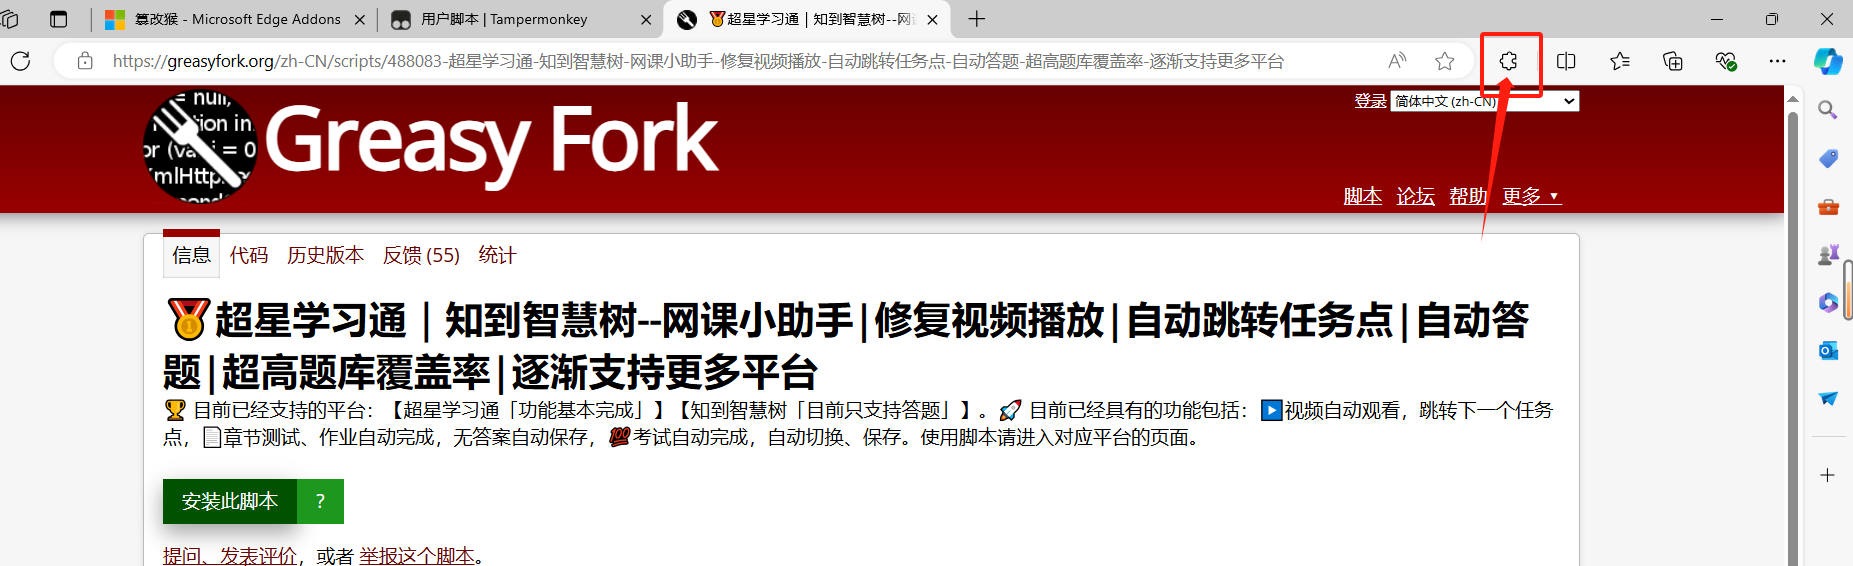 篡改猴 - Microsoft Edge Addons
用户脚本 | Tampermonkey
🏅超星学习通 | 知到智慧树--网
https://greasyfork.org/zh-CN/scripts/488083-超星学习通-知到智慧树-网课小助手-修复视频播放-自动跳转任务点-自动答题-超高题库覆盖率-逐渐支持更多平台
登录 简体中文 (zh-CN)
= null,
tion in
or (va i = 0
mlHttp
Greasy Fork
脚本 论坛 帮助 更多 ▼
信息 代码 历史版本 反馈 (55) 统计
🏅超星学习通 | 知到智慧树--网课小助手|修复视频播放|自动跳转任务点|自动答
题|超高题库覆盖率|逐渐支持更多平台
🏆 目前已经支持的平台：【超星学习通「功能基本完成」】【知到智慧树「目前只支持答题」】。🚀 目前已经具有的功能包括：▶️视频自动观看，跳转下一个任务
点，📄章节测试、作业自动完成，无答案自动保存，💯考试自动完成，自动切换、保存。使用脚本请进入对应平台的页面。
安装此脚本 ?
提问、发表评价，或者 举报这个脚本。